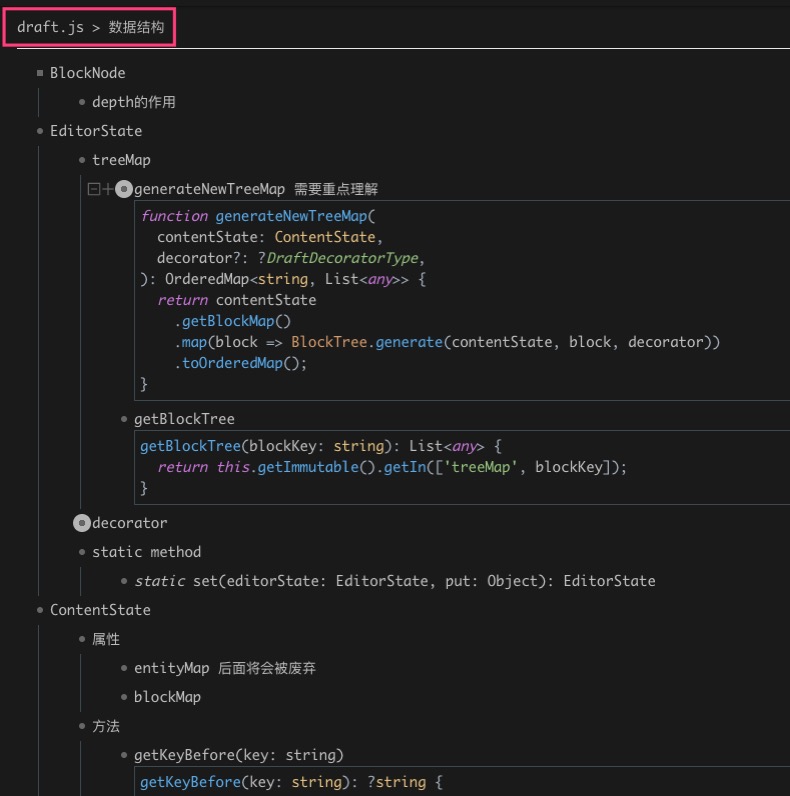 draft.js > 数据结构
BlockNode
depth的作用
EditorState
treeMap
generateNewTreeMap 需要重点理解
function generateNewTreeMap(
contentState: ContentState,
decorator?: ?DraftDecoratorType,
): OrderedMap<string, List<any>> {
return contentState
.getBlockMap()
.map(block => BlockTree.generate(contentState, block, decorator))
.toOrderedMap();
}
getBlockTree
getBlockTree(blockKey: string): List<any> {
return this.getImmutable().getIn(['treeMap', blockKey]);
}
decorator
static method
static set(editorState: EditorState, put: Object): EditorState
ContentState
属性
entityMap 后面将会被废弃
blockMap
方法
getKeyBefore(key: string)
getKeyBefore(key: string): ?string {